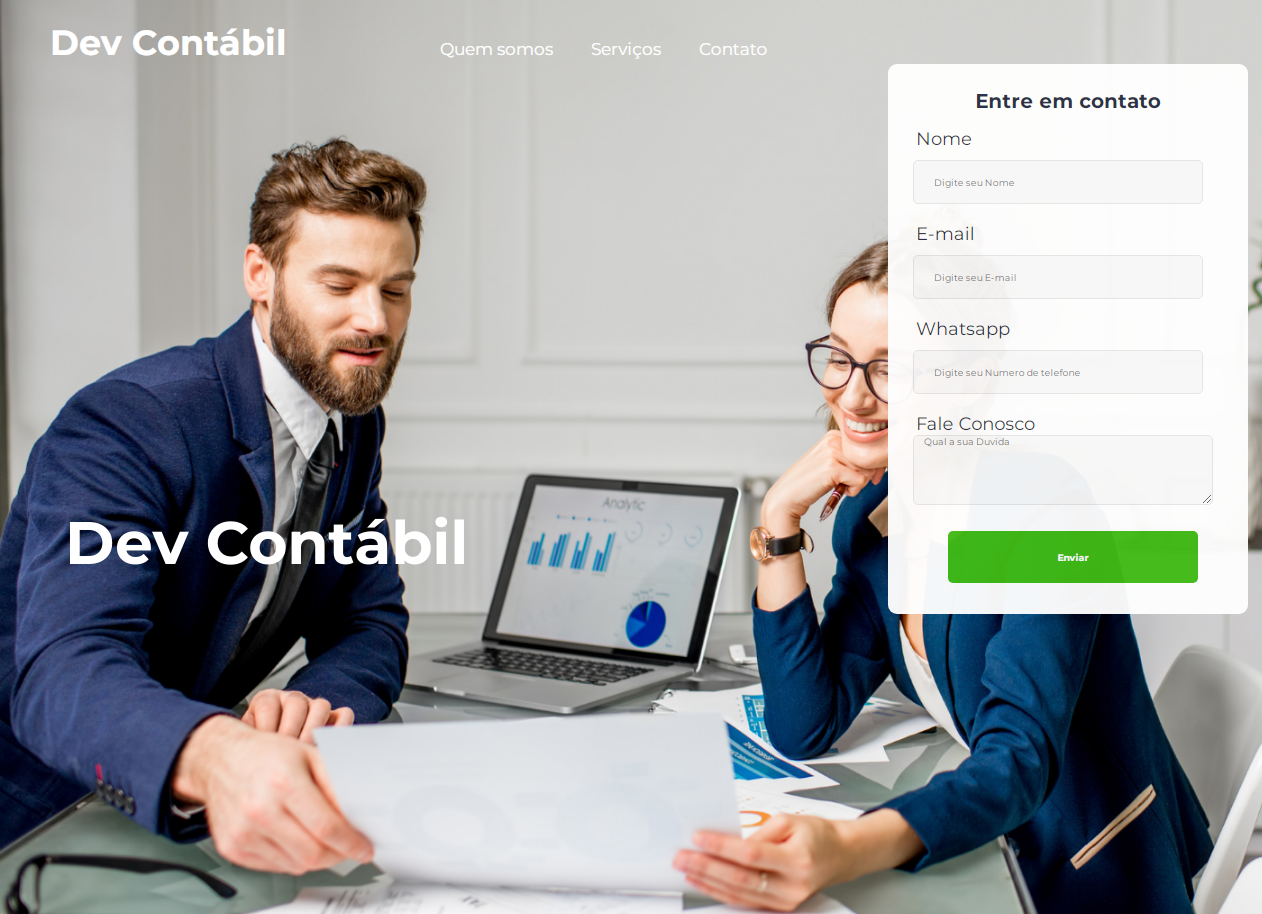 Dev Contábil
Quem somos Serviços Contato
Entre em contato
Nome
Digite seu Nome
E-mail
Digite seu E-mail
Whatsapp
Digite seu Numero de telefone
Fale Conosco
Qual a sua Duvida
Enviar
Dev Contábil
Analytic